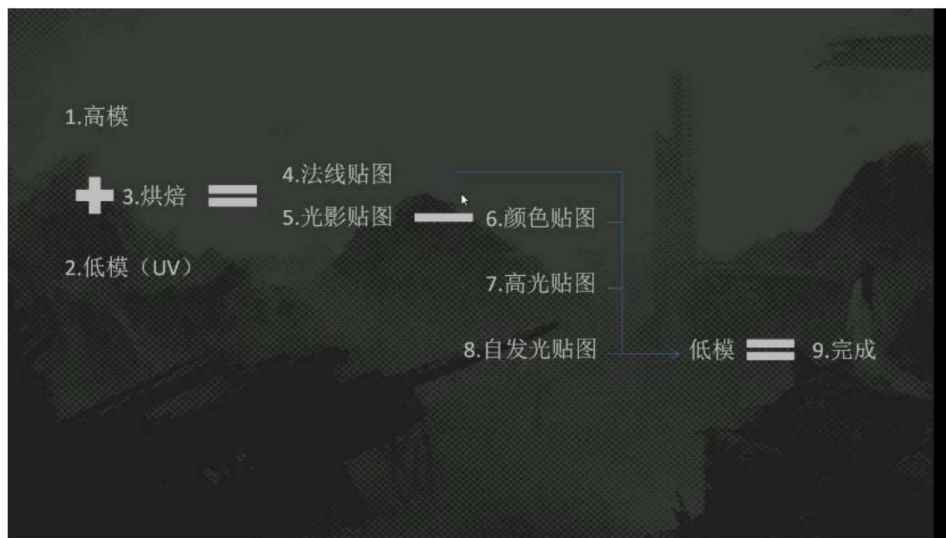 1.高模
3.烘焙
2.低模（UV）
4.法线贴图
5.光影贴图
6.颜色贴图
7.高光贴图
8.自发光贴图
低模
9.完成